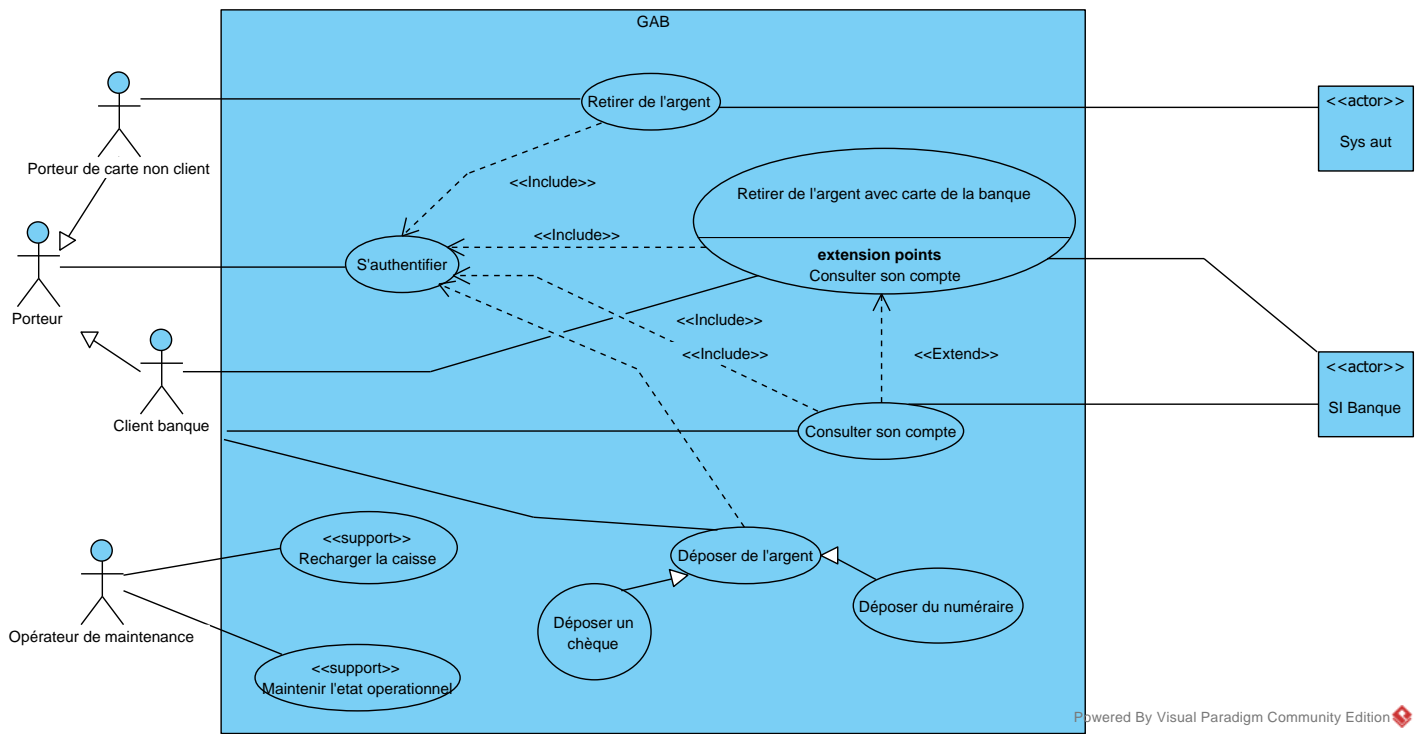 GAB
Retirer de l'argent
<<actor>>
Sys aut
Porteur de carte non client
<<Include>>
Retirer de l'argent avec carte de la banque
<<Include>>
extension points
Consulter son compte
S'authentifier
Porteur
<<Include>>
<<Include>>
<<Extend>>
<<actor>>
SI Banque
Client banque
Consulter son compte
<<support>>
Recharger la caisse
Déposer de l'argent
Déposer du numéraire
Opérateur de maintenance
Déposer un
chèque
<<support>>
Maintenir l'etat operationnel
Powered By Visual Paradigm Community Edition